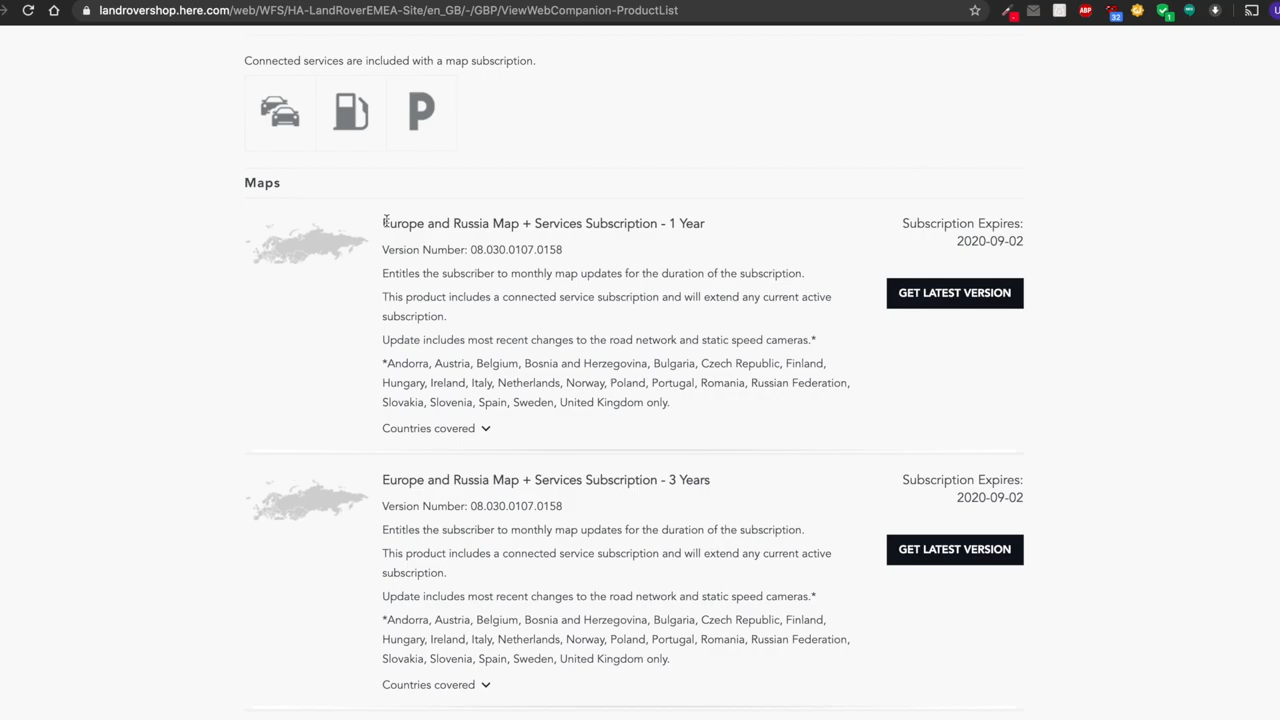 landrovershop.here.com/web/WFS/HA-LandRoverEMEA-Site/en_GB/-/GBP/ViewWebCompanion-ProductList
ABP
32
1
Connected services are included with a map subscription.
P
Maps
Europe and Russia Map + Services Subscription - 1 Year
Subscription Expires:
2020-09-02
Version Number: 08.030.0107.0158
Entitles the subscriber to monthly map updates for the duration of the subscription.
GET LATEST VERSION
This product includes a connected service subscription and will extend any current active
subscription.
Update includes most recent changes to the road network and static speed cameras.*
*Andorra, Austria, Belgium, Bosnia and Herzegovina, Bulgaria, Czech Republic, Finland,
Hungary, Ireland, Italy, Netherlands, Norway, Poland, Portugal, Romania, Russian Federation,
Slovakia, Slovenia, Spain, Sweden, United Kingdom only.
Countries covered
Europe and Russia Map + Services Subscription - 3 Years
Subscription Expires:
2020-09-02
Version Number: 08.030.0107.0158
Entitles the subscriber to monthly map updates for the duration of the subscription.
GET LATEST VERSION
This product includes a connected service subscription and will extend any current active
subscription.
Update includes most recent changes to the road network and static speed cameras.*
*Andorra, Austria, Belgium, Bosnia and Herzegovina, Bulgaria, Czech Republic, Finland,
Hungary, Ireland, Italy, Netherlands, Norway, Poland, Portugal, Romania, Russian Federation,
Slovakia, Slovenia, Spain, Sweden, United Kingdom only.
Countries covered